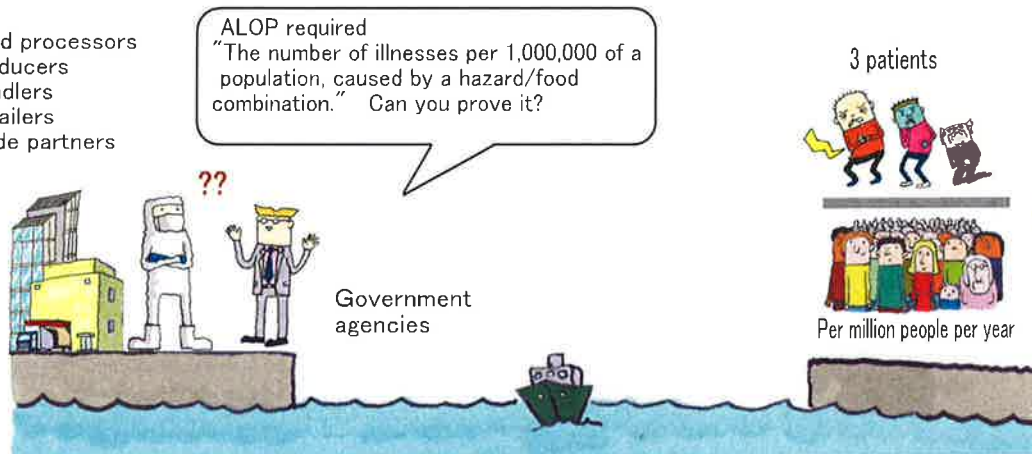 d processors
ducers
dlers
ailers
de partners
ALOP required
"The number of illnesses per 1,000,000 of a
population, caused by a hazard/food
combination." Can you prove it?
??
Government
agencies
3 patients
Per million people per year